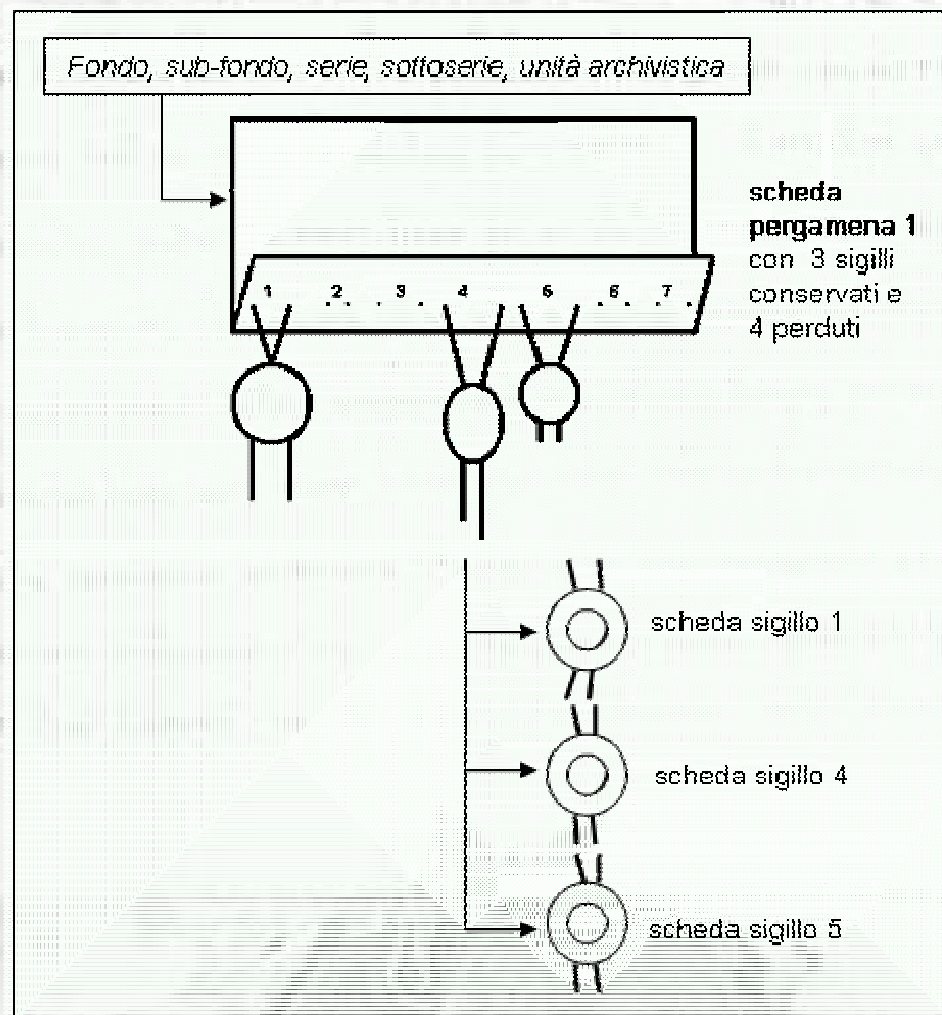 Fondo, sub-fondo, serie, sottoserie, unità archivistica
scheda
pergamena 1
con 3 sigilli
conservati e
4 perduti
1 2 3 4 5 6 7
scheda sigillo 1
scheda sigillo 4
scheda sigillo 5